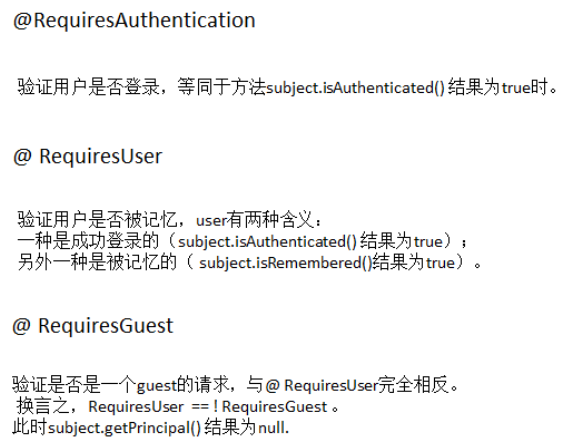 @RequiresAuthentication
验证用户是否登录，等同于方法subject.isAuthenticated() 结果为true时。
@ RequiresUser
验证用户是否被记忆，user有两种含义：
一种是成功登录的（subject.isAuthenticated() 结果为true）；
另外一种是被记忆的（ subject.isRemembered()结果为true）。
@ RequiresGuest
验证是否是一个guest的请求，与@ RequiresUser完全相反。
换言之，RequiresUser == ! RequiresGuest 。
此时subject.getPrincipal() 结果为null.